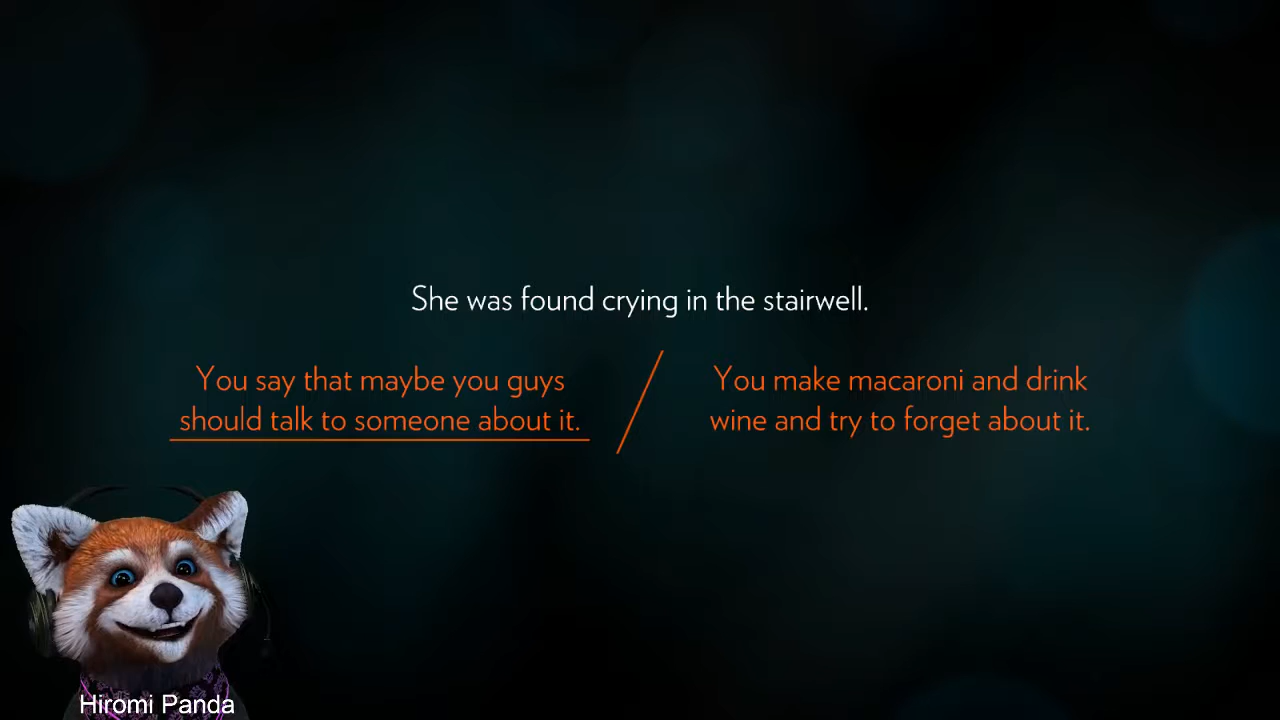 She was found crying in the stairwell.
You say that maybe you guys
should talk to someone about it.
You make macaroni and drink
wine and try to forget about it.
Hiromi Panda